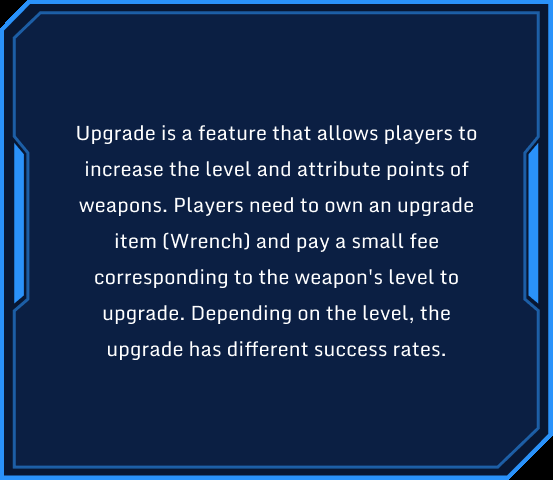 Upgrade is a feature that allows players to
increase the level and attribute points of
weapons. Players need to own an upgrade
item (Wrench) and pay a small fee
corresponding to the weapon's level to
upgrade. Depending on the level, the
upgrade has different success rates.